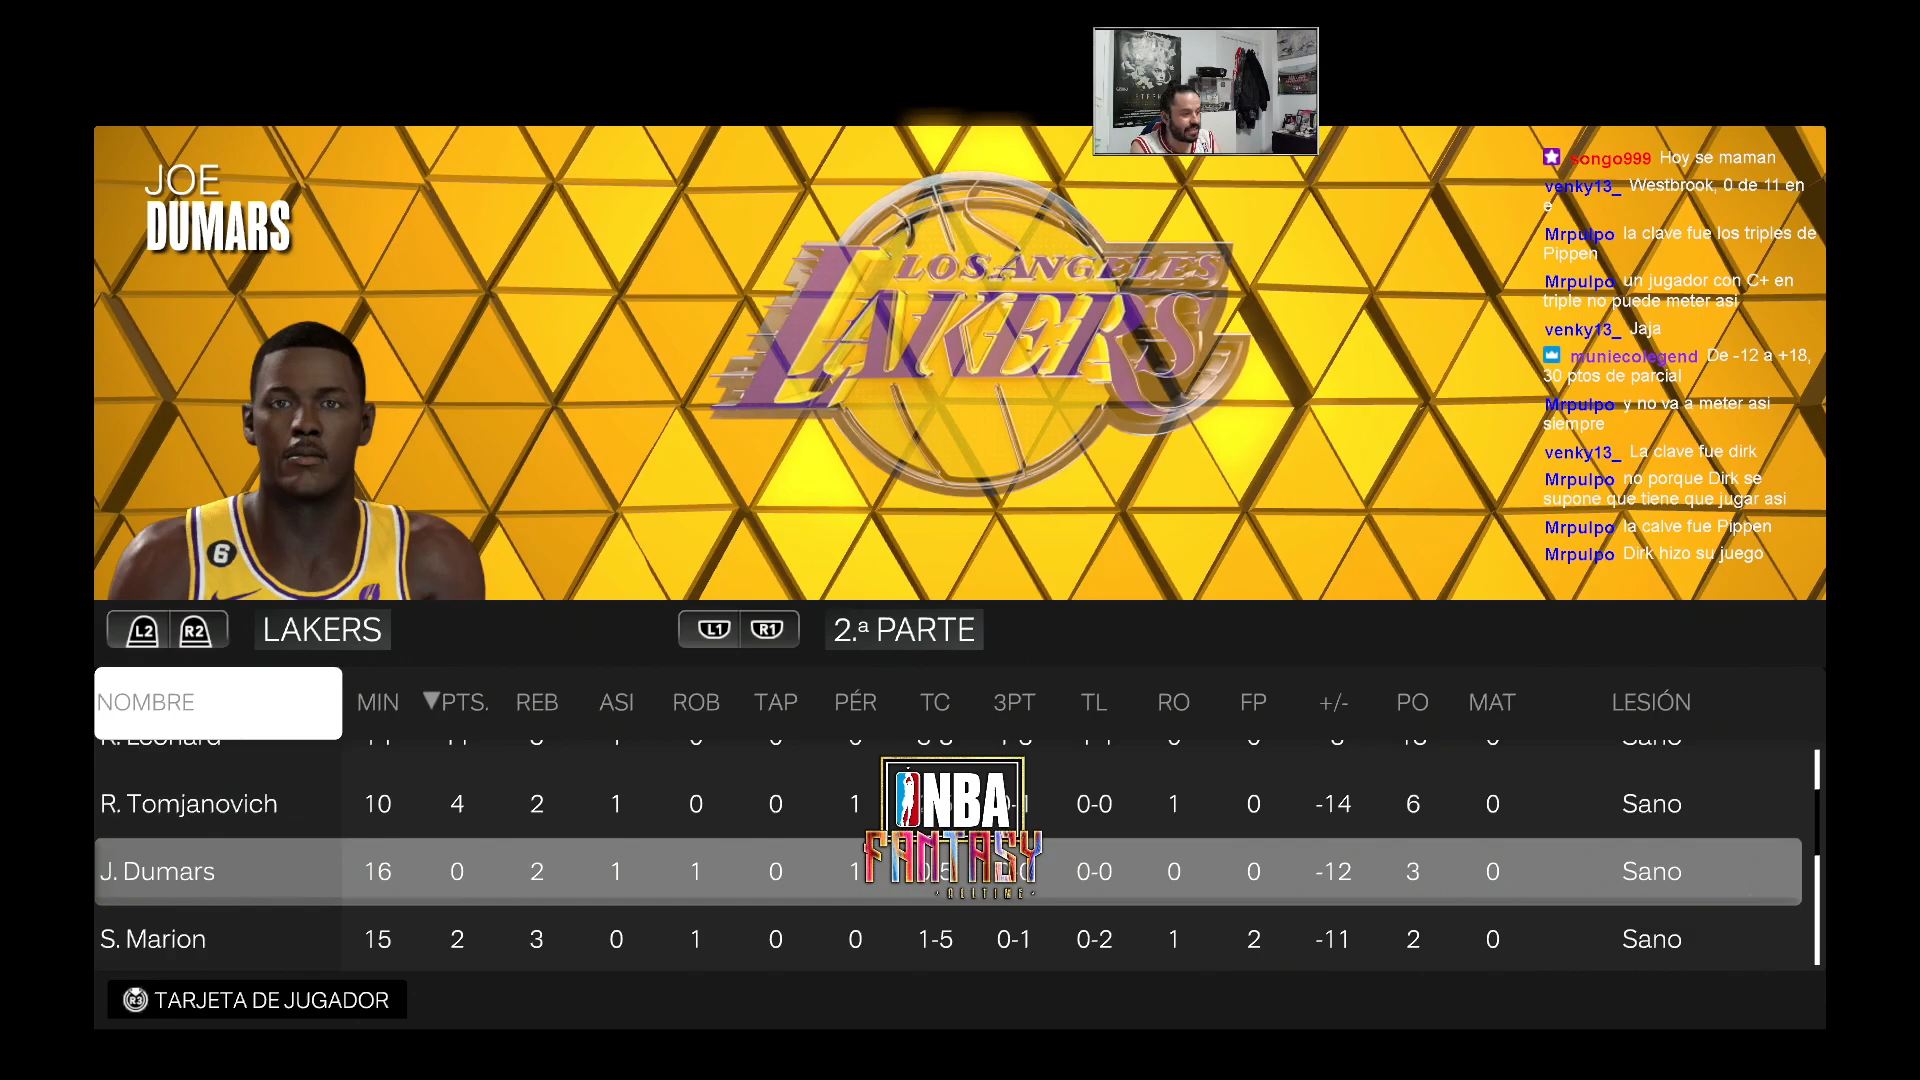 JOE
DUMARS
LOS ANGELES
LAKERS
6
songo999 Hoy se maman
venky13_ Westbrook, 0 de 11 en
e
Mrpulpo la clave fue los triples de
Pippen
Mrpulpo un jugador con C+ en
triple no puede meter asi
venky13_ Jaja
muniecolegend De -12 a +18,
30 ptos de parcial
Mrpulpo y no va a meter asi
siempre
venky13_ La clave fue dirk
Mrpulpo no porque Dirk se
supone que tiene que jugar asi
Mrpulpo la calve fue Pippen
Mrpulpo Dirk hizo su juego
L2 R2 LAKERS L1 R1 2.ª PARTE
NOMBRE MIN ▼PTS. REB ASI ROB TAP PÉR TC 3PT TL RO FP +/- PO MAT LESIÓN
R. Tomjanovich 10 4 2 1 0 0 1 0-0 1 0 -14 6 0 Sano
J. Dumars 16 0 2 1 1 0 1 0-0 0 0 -12 3 0 Sano
S. Marion 15 2 3 0 1 0 0 1-5 0-1 0-2 1 2 -11 2 0 Sano
NBA
FANTASY
ALLTIME
R3 TARJETA DE JUGADOR